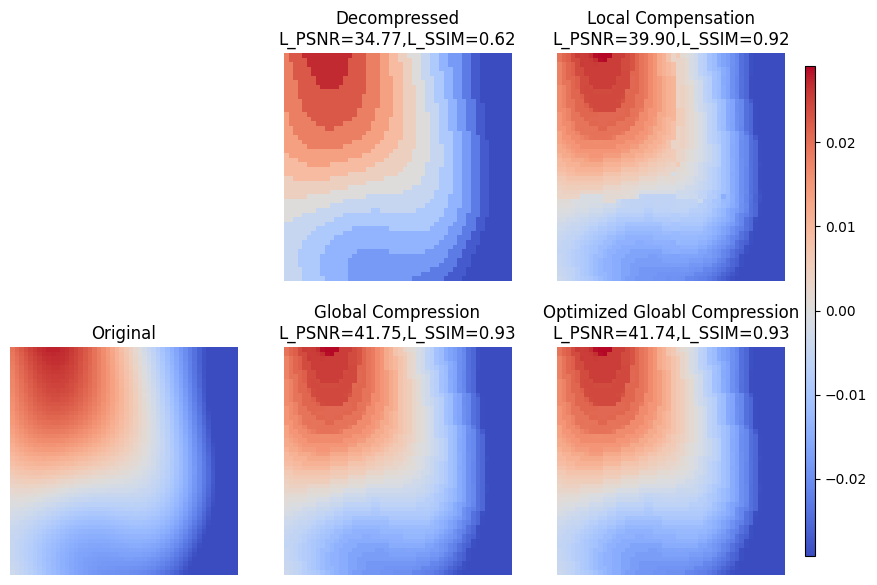 Decompressed
L_PSNR=34.77,L_SSIM=0.62
Local Compensation
L_PSNR=39.90,L_SSIM=0.92
Original
Global Compression
L_PSNR=41.75,L_SSIM=0.93
Optimized Gloabl Compression
L_PSNR=41.74,L_SSIM=0.93
0.02
0.01
0.00
−0.01
−0.02